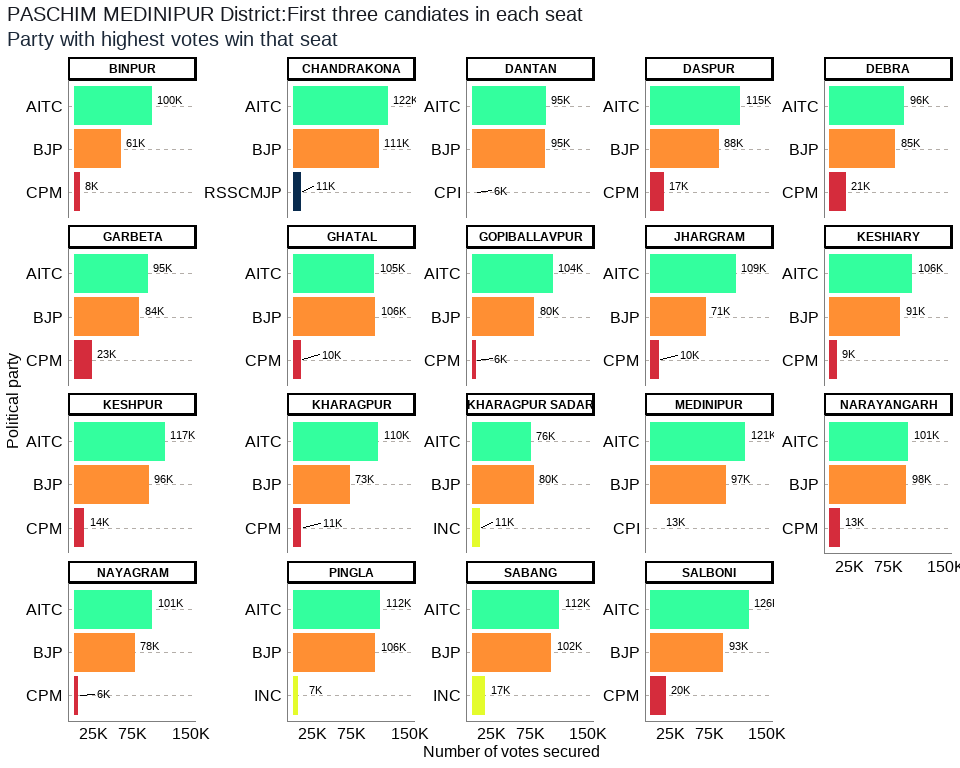 PASCHIM MEDINIPUR District:First three candiates in each seat
Party with highest votes win that seat
BINPUR
AITC 100K
BJP 61K
CPM 8K
CHANDRAKONA
AITC 122K
BJP 111K
RSSCMJP 11K
DANTAN
AITC 95K
BJP 95K
CPI 6K
DASPUR
AITC 115K
BJP 88K
CPM 17K
DEBRA
AITC 96K
BJP 85K
CPM 21K
GARBETA
AITC 95K
BJP 84K
CPM 23K
GHATAL
AITC 105K
BJP 106K
CPM 10K
GOPIBALLAVPUR
AITC 104K
BJP 80K
CPM 6K
JHARGRAM
AITC 109K
BJP 71K
CPM 10K
KESHIARY
AITC 106K
BJP 91K
CPM 9K
Political party
KESHPUR
AITC 117K
BJP 96K
CPM 14K
KHARAGPUR
AITC 110K
BJP 73K
CPM 11K
KHARAGPUR SADAR
AITC 76K
BJP 80K
INC 11K
MEDINIPUR
AITC 121K
BJP 97K
CPI 13K
NARAYANGARH
AITC 101K
BJP 98K
CPM 13K
25K 75K 150K
NAYAGRAM
AITC 101K
BJP 78K
CPM 6K
25K 75K 150K
PINGLA
AITC 112K
BJP 106K
INC 7K
25K 75K 150K
SABANG
AITC 112K
BJP 102K
INC 17K
25K 75K 150K
SALBONI
AITC 126K
BJP 93K
CPM 20K
25K 75K 150K
Number of votes secured